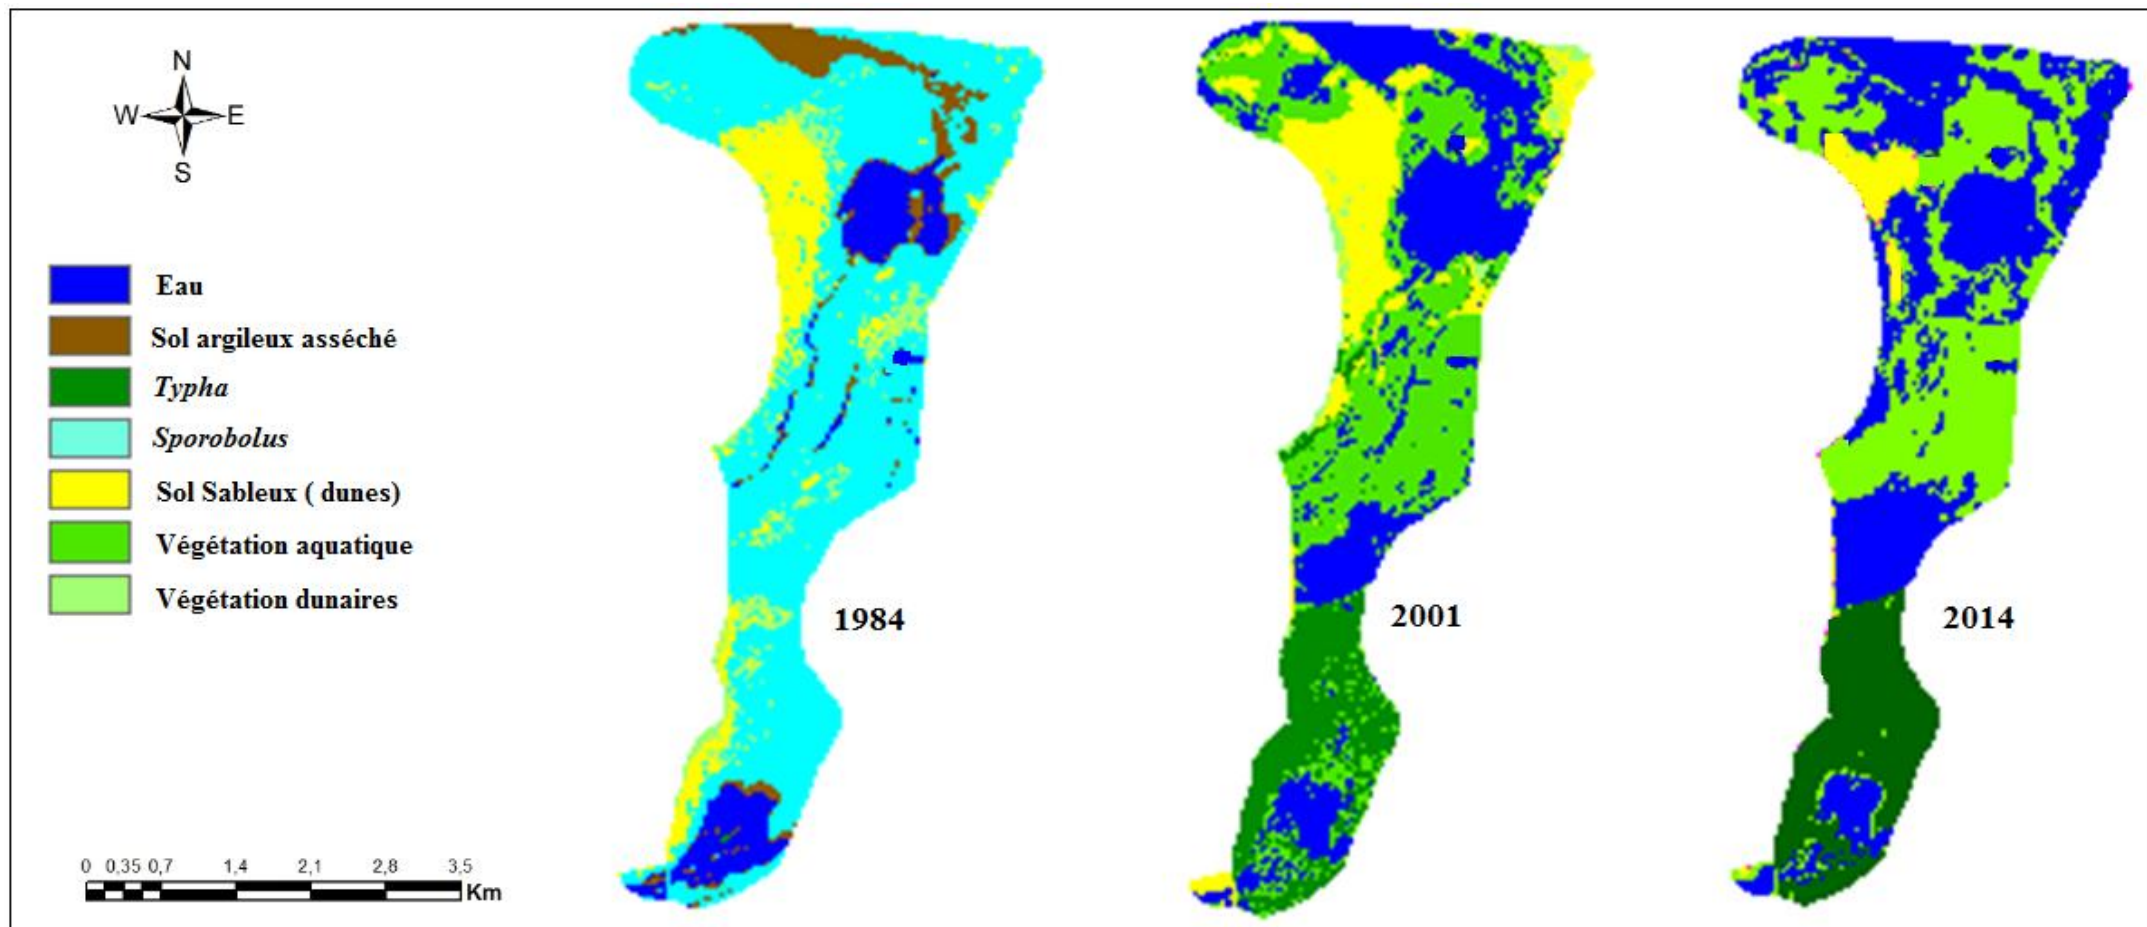 N
W E
S
Eau
Sol argileux asséché
Typha
Sporobolus
Sol Sableux ( dunes)
Végétation aquatique
Végétation dunaires
1984
2001
2014
0 0,35 0,7 1,4 2,1 2,8 3,5
Km